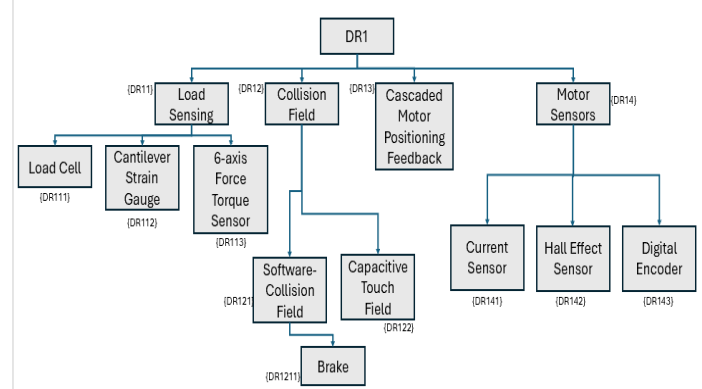 DR1
{DR11}
Load
Sensing
{DR12}
Collision
Field
{DR13}
Cascaded
Motor
Positioning
Feedback
Motor
Sensors
{DR14}
Load Cell
{DR111}
Cantilever
Strain
Gauge
{DR112}
6-axis
Force
Torque
Sensor
{DR113}
{DR121}
Software-
Collision
Field
Capacitive
Touch
Field
{DR122}
Current
Sensor
{DR141}
Hall Effect
Sensor
{DR142}
Digital
Encoder
{DR143}
{DR1211}
Brake